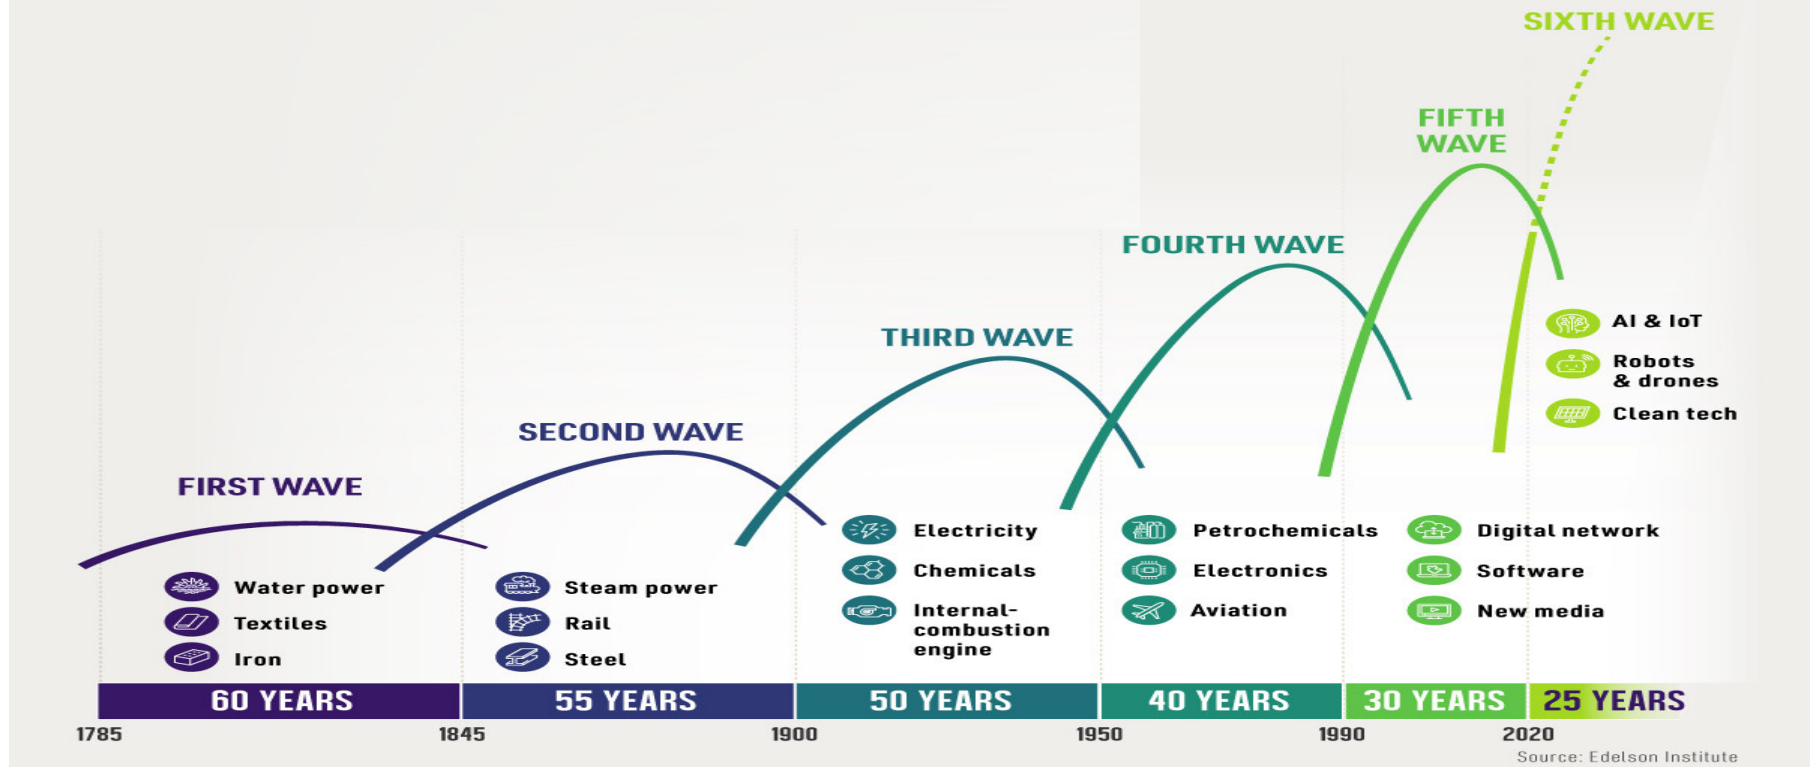 SIXTH WAVE
FIFTH
WAVE
FOURTH WAVE
THIRD WAVE
SECOND WAVE
FIRST WAVE
Water power
Textiles
Iron
Steam power
Rail
Steel
Electricity
Chemicals
Internal-
combustion
engine
Petrochemicals
Electronics
Aviation
Digital network
Software
New media
AI & IoT
Robots
& drones
Clean tech
60 YEARS
55 YEARS
50 YEARS
40 YEARS
30 YEARS
25 YEARS
1785
1845
1900
1950
1990
2020
Source: Edelson Institute